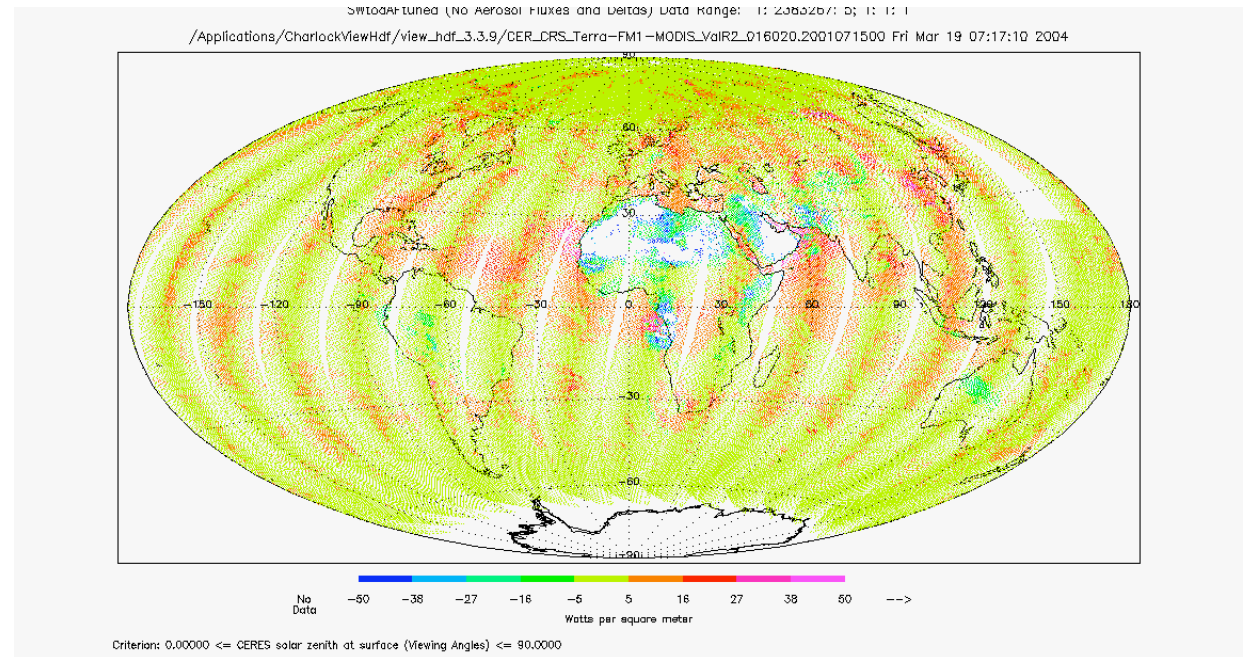 SWtoaAFtuned (No Aerosol Fluxes and Deltas) Data Range: 1: 2383267: 5; 1: 1: 1
/Applications/CharlockViewHdf/view_hdf_3.3.9/CER_CRS_Terra-FM1-MODIS_ValR2_016020.2001071500 Fri Mar 19 07:17:10 2004
90
60
30
-150 -90 -60 -30 0 30 60 90 120 150 180
-30
-60
-90
No Data -50 -38 -27 -16 -5 5 16 27 38 50 -->
Watts per square meter
Criterion: 0.00000 <= CERES solar zenith at surface (Viewing Angles) <= 90.0000